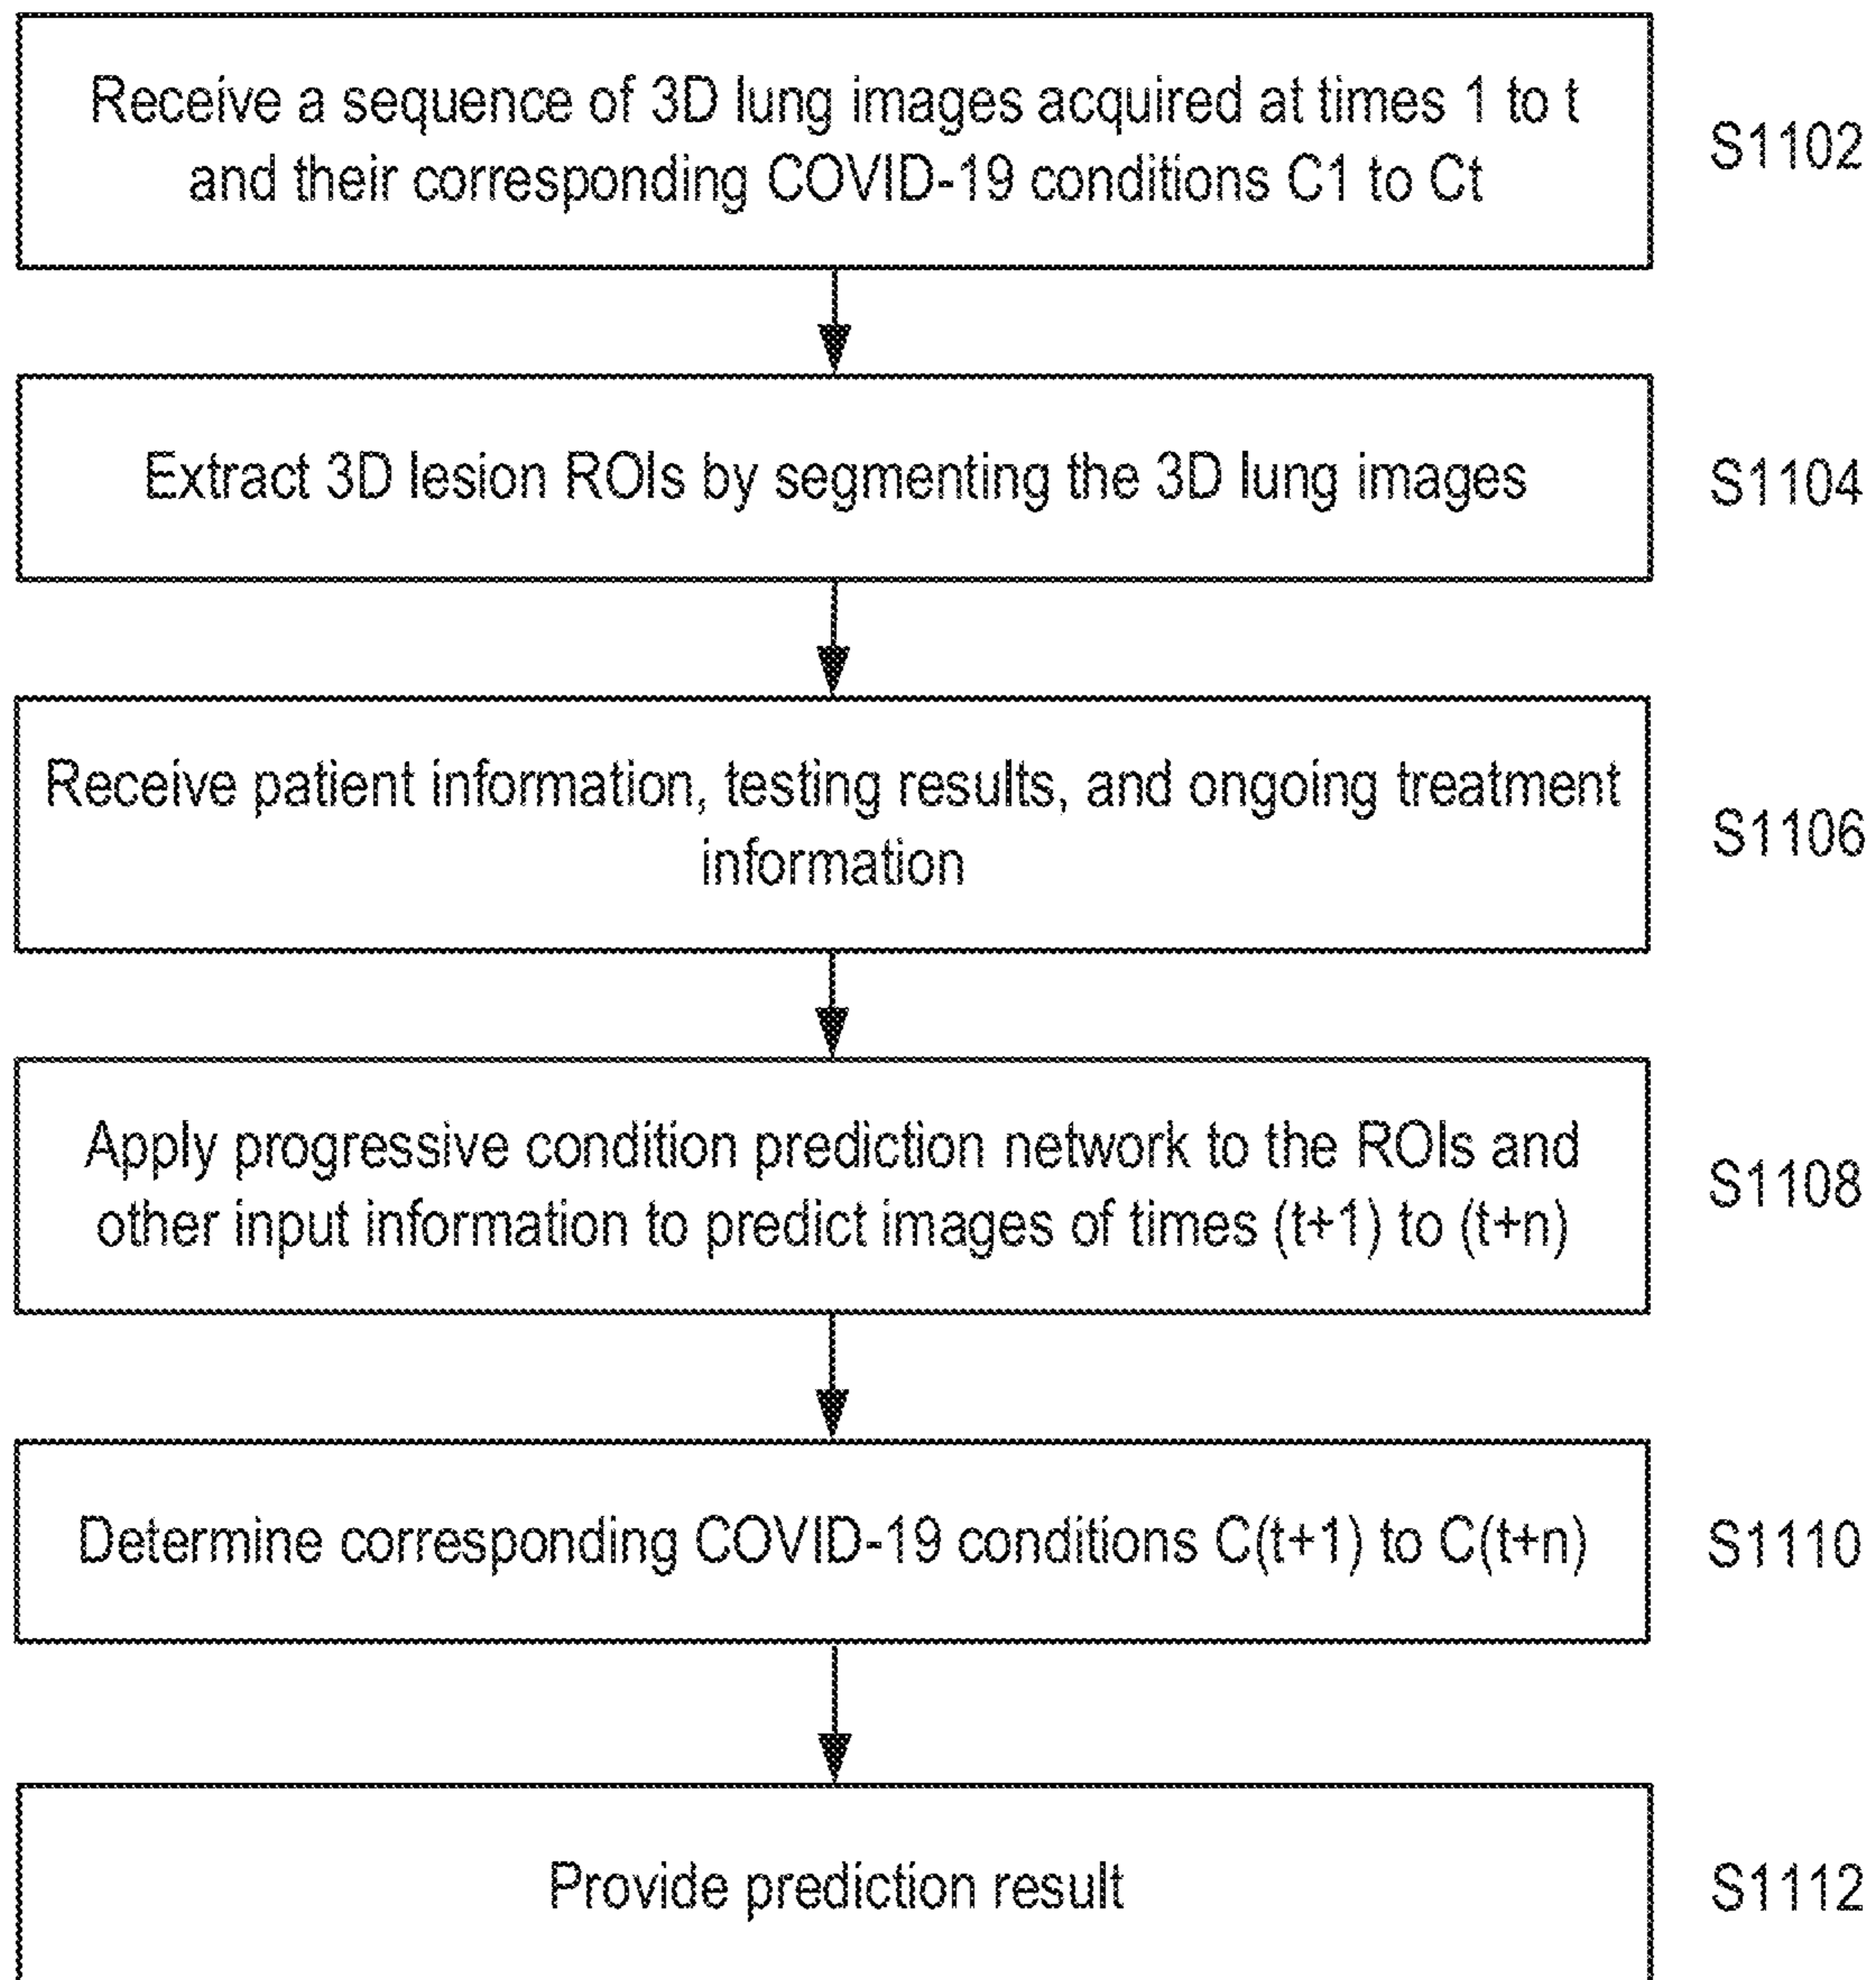 Receive a sequence of 3D lung images acquired at times 1 to t
and their corresponding COVID-19 conditions C1 to Ct
S1102
Extract 3D lesion ROIs by segmenting the 3D lung images
S1104
Receive patient information, testing results, and ongoing treatment
information
S1106
Apply progressive condition prediction network to the ROIs and
other input information to predict images of times (t+1) to (t+n)
S1108
Determine corresponding COVID-19 conditions C(t+1) to C(t+n)
S1110
Provide prediction result
S1112